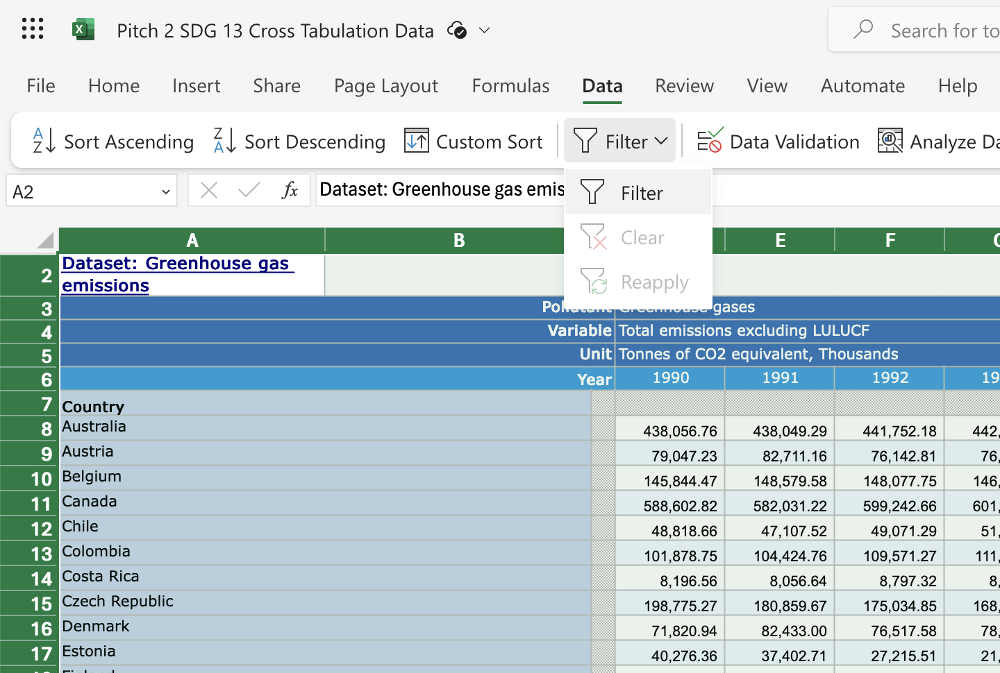 Pitch 2 SDG 13 Cross Tabulation Data
Search for to
File Home Insert Share Page Layout Formulas Data Review View Automate Help
Sort Ascending Sort Descending Custom Sort Filter Data Validation Analyze Da
A2 fx Dataset: Greenhouse gas emis
Filter
Clear
Reapply
A B E F
2 Dataset: Greenhouse gas
emissions
3 Pollutant Greenhouse gases
4 Variable Total emissions excluding LULUCF
5 Unit Tonnes of CO2 equivalent, Thousands
6 Year 1990 1991 1992 19
7 Country
8 Australia 438,056.76 438,049.29 441,752.18 442,
9 Austria 79,047.23 82,711.16 76,142.81 76,
10 Belgium 145,844.47 148,579.58 148,077.75 146,
11 Canada 588,602.82 582,031.22 599,242.66 601,
12 Chile 48,818.66 47,107.52 49,071.29 51,
13 Colombia 101,878.75 104,424.76 109,571.27 111,
14 Costa Rica 8,196.56 8,056.64 8,797.32 8,
15 Czech Republic 198,775.27 180,859.67 175,034.85 168,
16 Denmark 71,820.94 82,433.00 76,517.58 78,
17 Estonia 40,276.36 37,402.71 27,215.51 21,